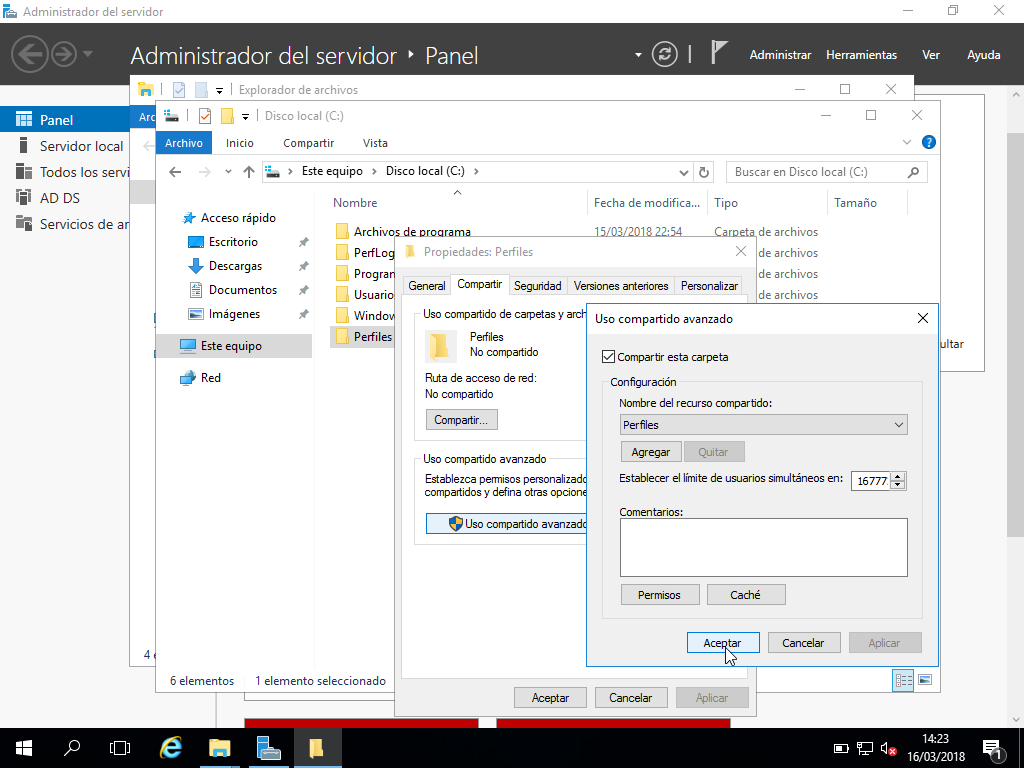 Administrador del servidor
Administrador del servidor ‣ Panel
Administrar Herramientas Ver Ayuda
Panel
Servidor local
Todos los servi
AD DS
Servicios de ar
Explorador de archivos
Arc
4 e
Disco local (C:)
Archivo Inicio Compartir Vista
Este equipo > Disco local (C:) >
Buscar en Disco local (C:)
Acceso rápido
Escritorio
Descargas
Documentos
Imágenes
Este equipo
Red
Nombre Fecha de modifica... Tipo Tamaño
Archivos de programa 15/03/2018 22:54 Carpeta de archivos
PerfLog de archivos
Program de archivos
Usuario de archivos
Window
Perfiles
ultar
6 elementos 1 elemento seleccionado
Propiedades: Perfiles
General Compartir Seguridad Versiones anteriores Personalizar
Uso compartido de carpetas y arch
Perfiles
No compartido
Ruta de acceso de red:
No compartido
Compartir...
Uso compartido avanzado
Establezca permisos personalizado
compartidos y defina otras opcione
Uso compartido avanzado
Aceptar Cancelar Aplicar
Uso compartido avanzado
Compartir esta carpeta
Configuración
Nombre del recurso compartido:
Perfiles
Agregar Quitar
Establecer el límite de usuarios simultáneos en: 16777
Comentarios:
Permisos Caché
Aceptar Cancelar Aplicar
14:23
16/03/2018
1